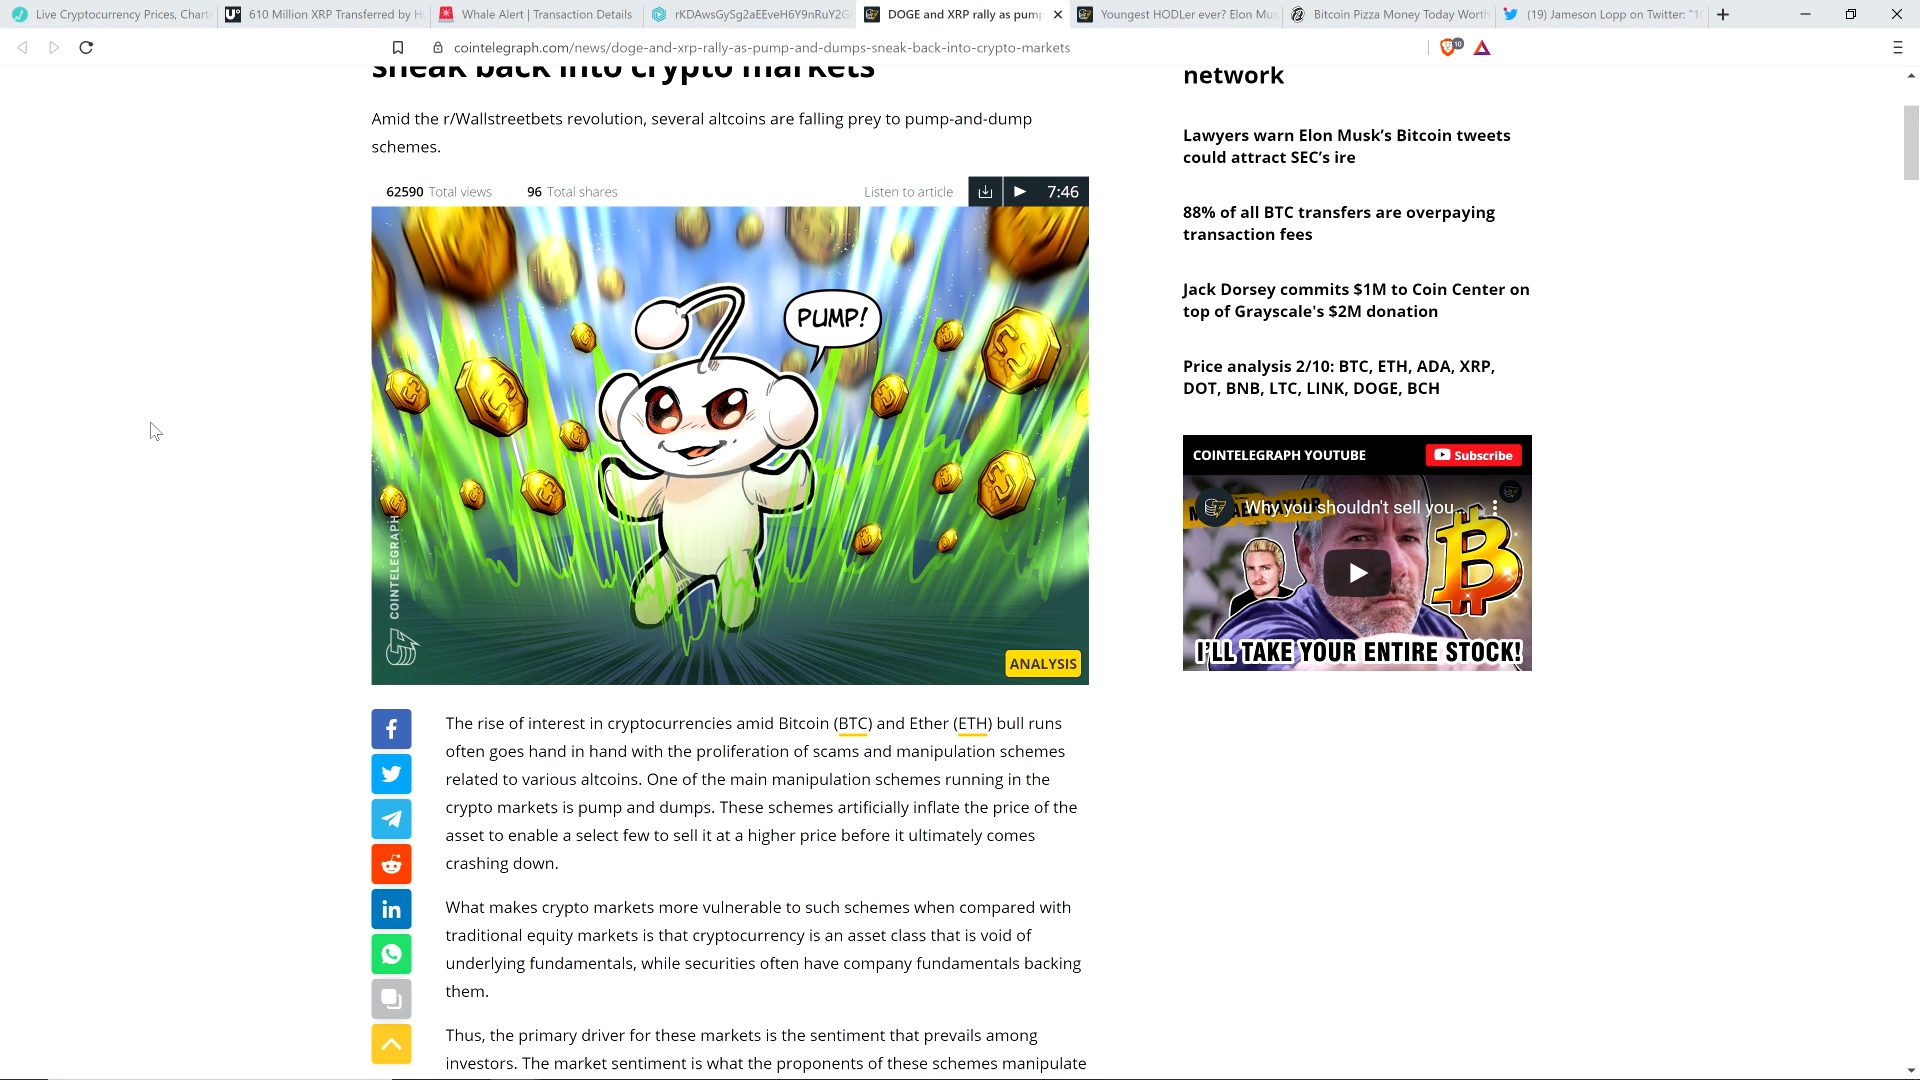 Live Cryptocurrency Prices, Chart
610 Million XRP Transferred by H
Whale Alert | Transaction Details
rKDAwsGySg2aEEveH6Y9nRuY2G
DOGE and XRP rally as pump
Youngest HODLer ever? Elon Mus
Bitcoin Pizza Money Today Worth
(19) Jameson Lopp on Twitter: "10
cointelegraph.com/news/doge-and-xrp-rally-as-pump-and-dumps-sneak-back-into-crypto-markets
10
sneak back into crypto markets
Amid the r/Wallstreetbets revolution, several altcoins are falling prey to pump-and-dump
schemes.
62590 Total views
96 Total shares
Listen to article
7:46
PUMP!
COINTELEGRAPH
ANALYSIS
The rise of interest in cryptocurrencies amid Bitcoin (BTC) and Ether (ETH) bull runs
often goes hand in hand with the proliferation of scams and manipulation schemes
related to various altcoins. One of the main manipulation schemes running in the
crypto markets is pump and dumps. These schemes artificially inflate the price of the
asset to enable a select few to sell it at a higher price before it ultimately comes
crashing down.
What makes crypto markets more vulnerable to such schemes when compared with
traditional equity markets is that cryptocurrency is an asset class that is void of
underlying fundamentals, while securities often have company fundamentals backing
them.
Thus, the primary driver for these markets is the sentiment that prevails among
investors. The market sentiment is what the proponents of these schemes manipulate
network
Lawyers warn Elon Musk's Bitcoin tweets
could attract SEC's ire
88% of all BTC transfers are overpaying
transaction fees
Jack Dorsey commits $1M to Coin Center on
top of Grayscale's $2M donation
Price analysis 2/10: BTC, ETH, ADA, XRP,
DOT, BNB, LTC, LINK, DOGE, BCH
COINTELEGRAPH YOUTUBE
Subscribe
Why you shouldn't sell you...
I'LL TAKE YOUR ENTIRE STOCK!